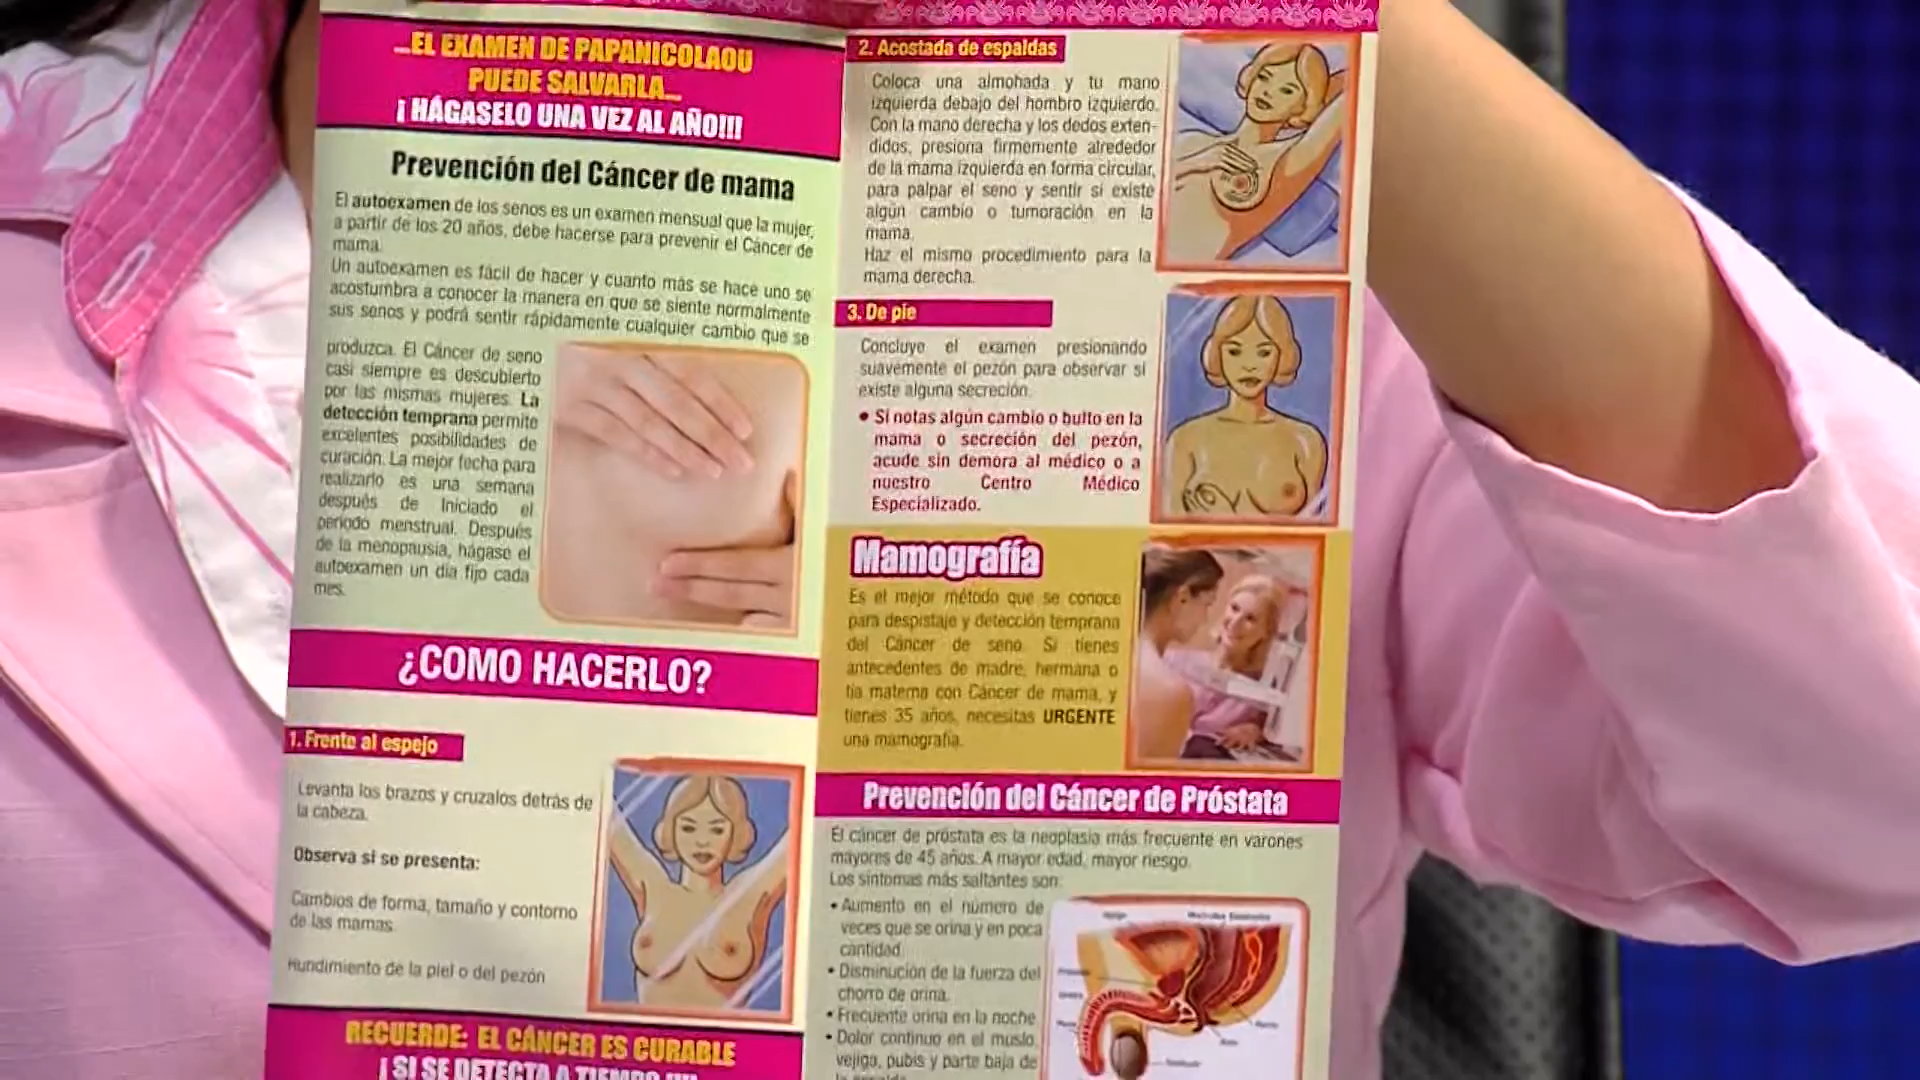 ...EL EXAMEN DE PAPANICOLAOU
PUEDE SALVARLA...
¡ HÁGASELO UNA VEZ AL AÑO!!!
Prevención del Cáncer de mama
El autoexamen de los senos es un examen mensual que la mujer,
a partir de los 20 años, debe hacerse para prevenir el Cáncer de
mama.
Un autoexamen es fácil de hacer y cuanto más se hace uno se
acostumbra a conocer la manera en que se siente normalmente
sus senos y podrá sentir rápidamente cualquier cambio que se
produzca. El Cáncer de seno
casi siempre es descubierto
por las mismas mujeres. La
detección temprana permite
excelentes posibilidades de
curación. La mejor fecha para
realizarlo es una semana
después de Iniciado el
periodo menstrual. Después
de la menopausia, hágase el
autoexamen un día fijo cada
mes.
¿COMO HACERLO?
1. Frente al espejo
Levanta los brazos y cruzalos detrás de
la cabeza.
Observa si se presenta:
Cambios de forma, tamaño y contorno
de las mamas
Hundimiento de la piel o del pezón
RECUERDE: EL CÁNCER ES CURABLE
¡ SI SE DETECTA A TIEMPO !!!!
2. Acostada de espaldas
Coloca una almohada y tu mano
izquierda debajo del hombro izquierdo.
Con la mano derecha y los dedos exten-
didos, presiona firmemente alrededor
de la mama izquierda en forma circular,
para palpar el seno y sentir si existe
algún cambio o tumoración en la
mama.
Haz el mismo procedimiento para la
mama derecha.
3. De pie
Concluye el examen presionando
suavemente el pezón para observar si
existe alguna secreción.
• Si notas algún cambio o bulto en la
mama o secreción del pezón,
acude sin demora al médico o a
nuestro Centro Médico
Especializado.
Mamografía
Es el mejor método que se conoce
para despistaje y detección temprana
del Cáncer de seno. Si tienes
antecedentes de madre, hermana o
tia materna con Cáncer de mama, y
tienes 35 años, necesitas URGENTE
una mamografía.
Prevención del Cáncer de Próstata
El cáncer de próstata es la neoplasia más frecuente en varones
mayores de 45 años. A mayor edad, mayor riesgo.
Los síntomas más saltantes son:
• Aumento en el número de
veces que se orina y en poca
cantidad
• Disminución de la fuerza del
chorro de orina.
• Frecuente orina en la noche
• Dolor continuo en el muslo,
vejiga, pubis y parte baja de